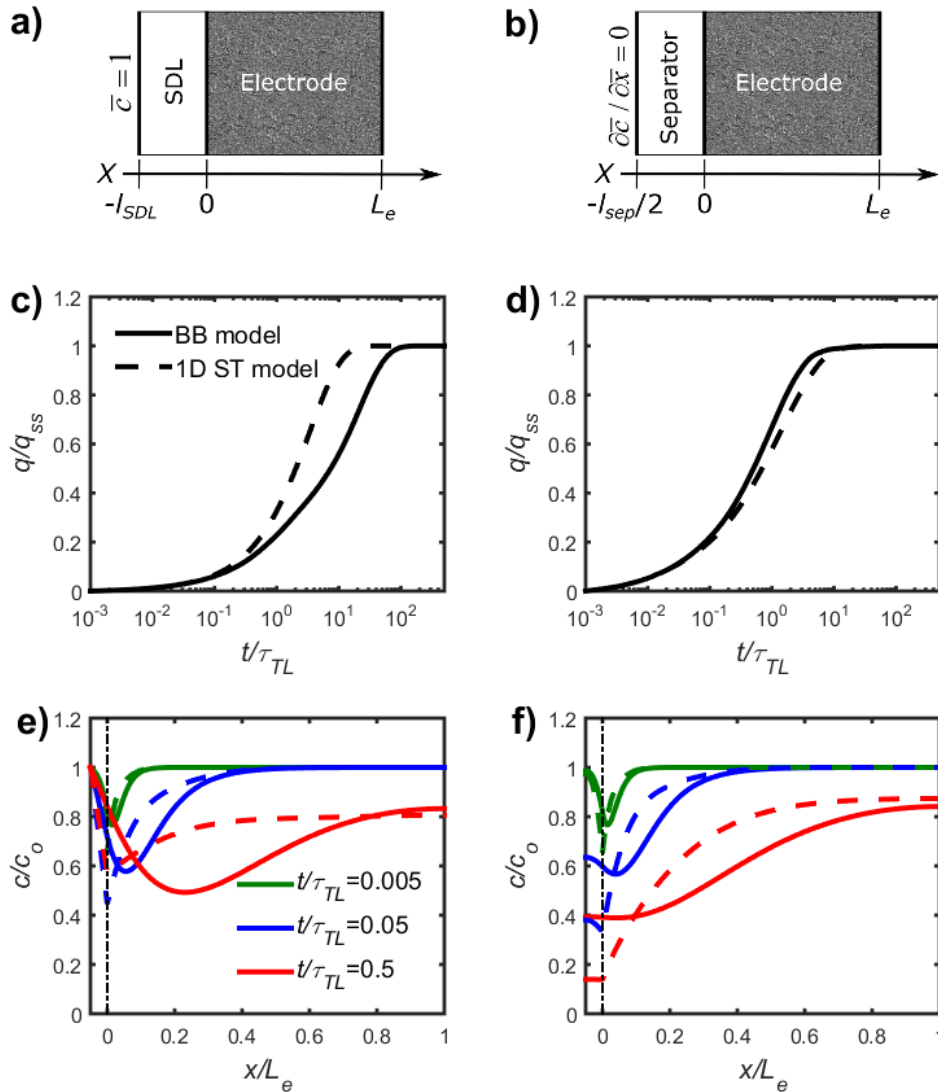 a)
c̄ = 1
SDL
Electrode
X
-l_SDL 0 L_e
b)
∂c̄ / ∂x̄ = 0
Separator
Electrode
X
-l_sep/2 0 L_e
c)
q/q_ss
1.2
1
0.8
0.6
0.4
0.2
0
BB model
1D ST model
10^-3 10^-2 10^-1 10^0 10^1 10^2
t/τ_TL
d)
q/q_ss
1.2
1
0.8
0.6
0.4
0.2
0
10^-3 10^-2 10^-1 10^0 10^1 10^2
t/τ_TL
e)
c/c_o
1.2
1
0.8
0.6
0.4
0.2
0
t/τ_TL=0.005
t/τ_TL=0.05
t/τ_TL=0.5
0 0.2 0.4 0.6 0.8 1
x/L_e
f)
c/c_o
1.2
1
0.8
0.6
0.4
0.2
0
0 0.2 0.4 0.6 0.8 1
x/L_e